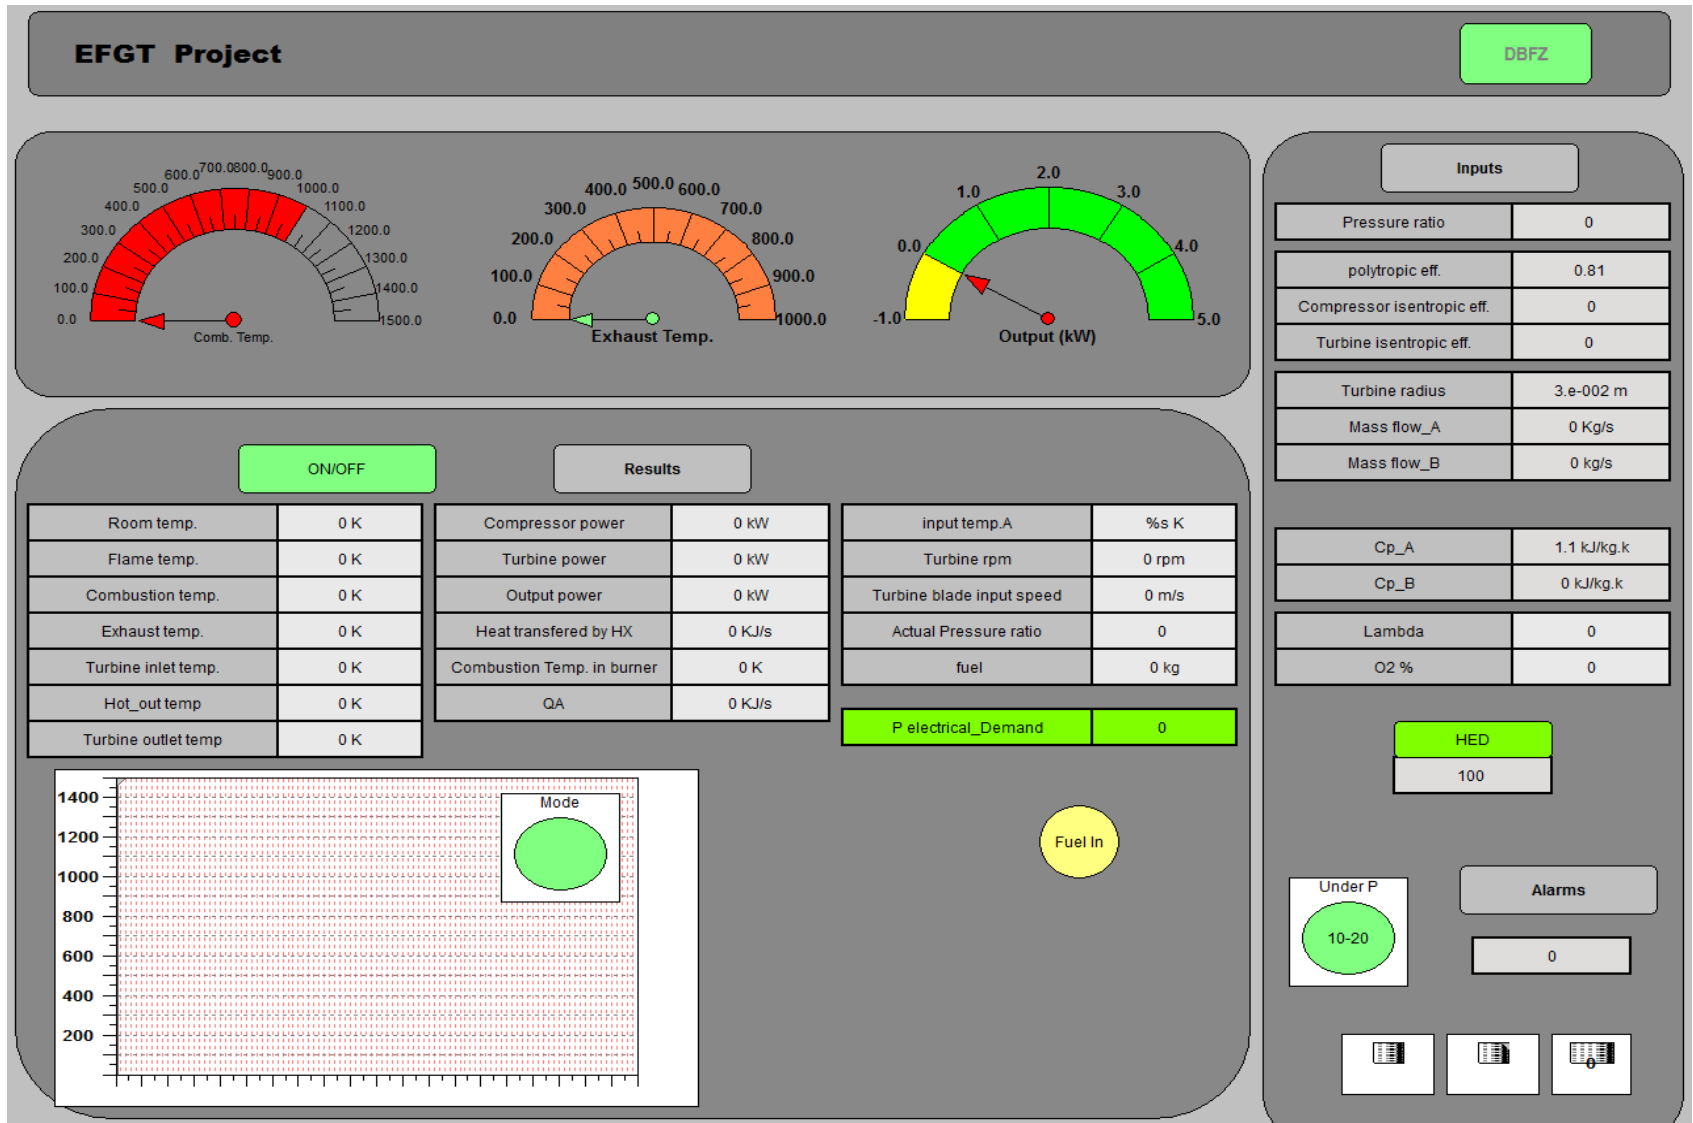 EFGT Project
DBFZ
0.0
100.0
200.0
300.0
400.0
500.0
600.0
700.0
800.0
900.0
1000.0
1100.0
1200.0
1300.0
1400.0
1500.0
Comb. Temp.
0.0
100.0
200.0
300.0
400.0
500.0
600.0
700.0
800.0
900.0
1000.0
Exhaust Temp.
-1.0
0.0
1.0
2.0
3.0
4.0
5.0
Output (kW)
ON/OFF
Results
Room temp. 0 K
Flame temp. 0 K
Combustion temp. 0 K
Exhaust temp. 0 K
Turbine inlet temp. 0 K
Hot_out temp 0 K
Turbine outlet temp 0 K
Compressor power 0 kW
Turbine power 0 kW
Output power 0 kW
Heat transfered by HX 0 KJ/s
Combustion Temp. in burner 0 K
QA 0 KJ/s
input temp.A %s K
Turbine rpm 0 rpm
Turbine blade input speed 0 m/s
Actual Pressure ratio 0
fuel 0 kg
P electrical_Demand 0
1400
1200
1000
800
600
400
200
Mode
Fuel In
Inputs
Pressure ratio 0
polytropic eff. 0.81
Compressor isentropic eff. 0
Turbine isentropic eff. 0
Turbine radius 3.e-002 m
Mass flow_A 0 Kg/s
Mass flow_B 0 kg/s
Cp_A 1.1 kJ/kg.k
Cp_B 0 kJ/kg.k
Lambda 0
O2 % 0
HED
100
Under P
10-20
Alarms
0
0